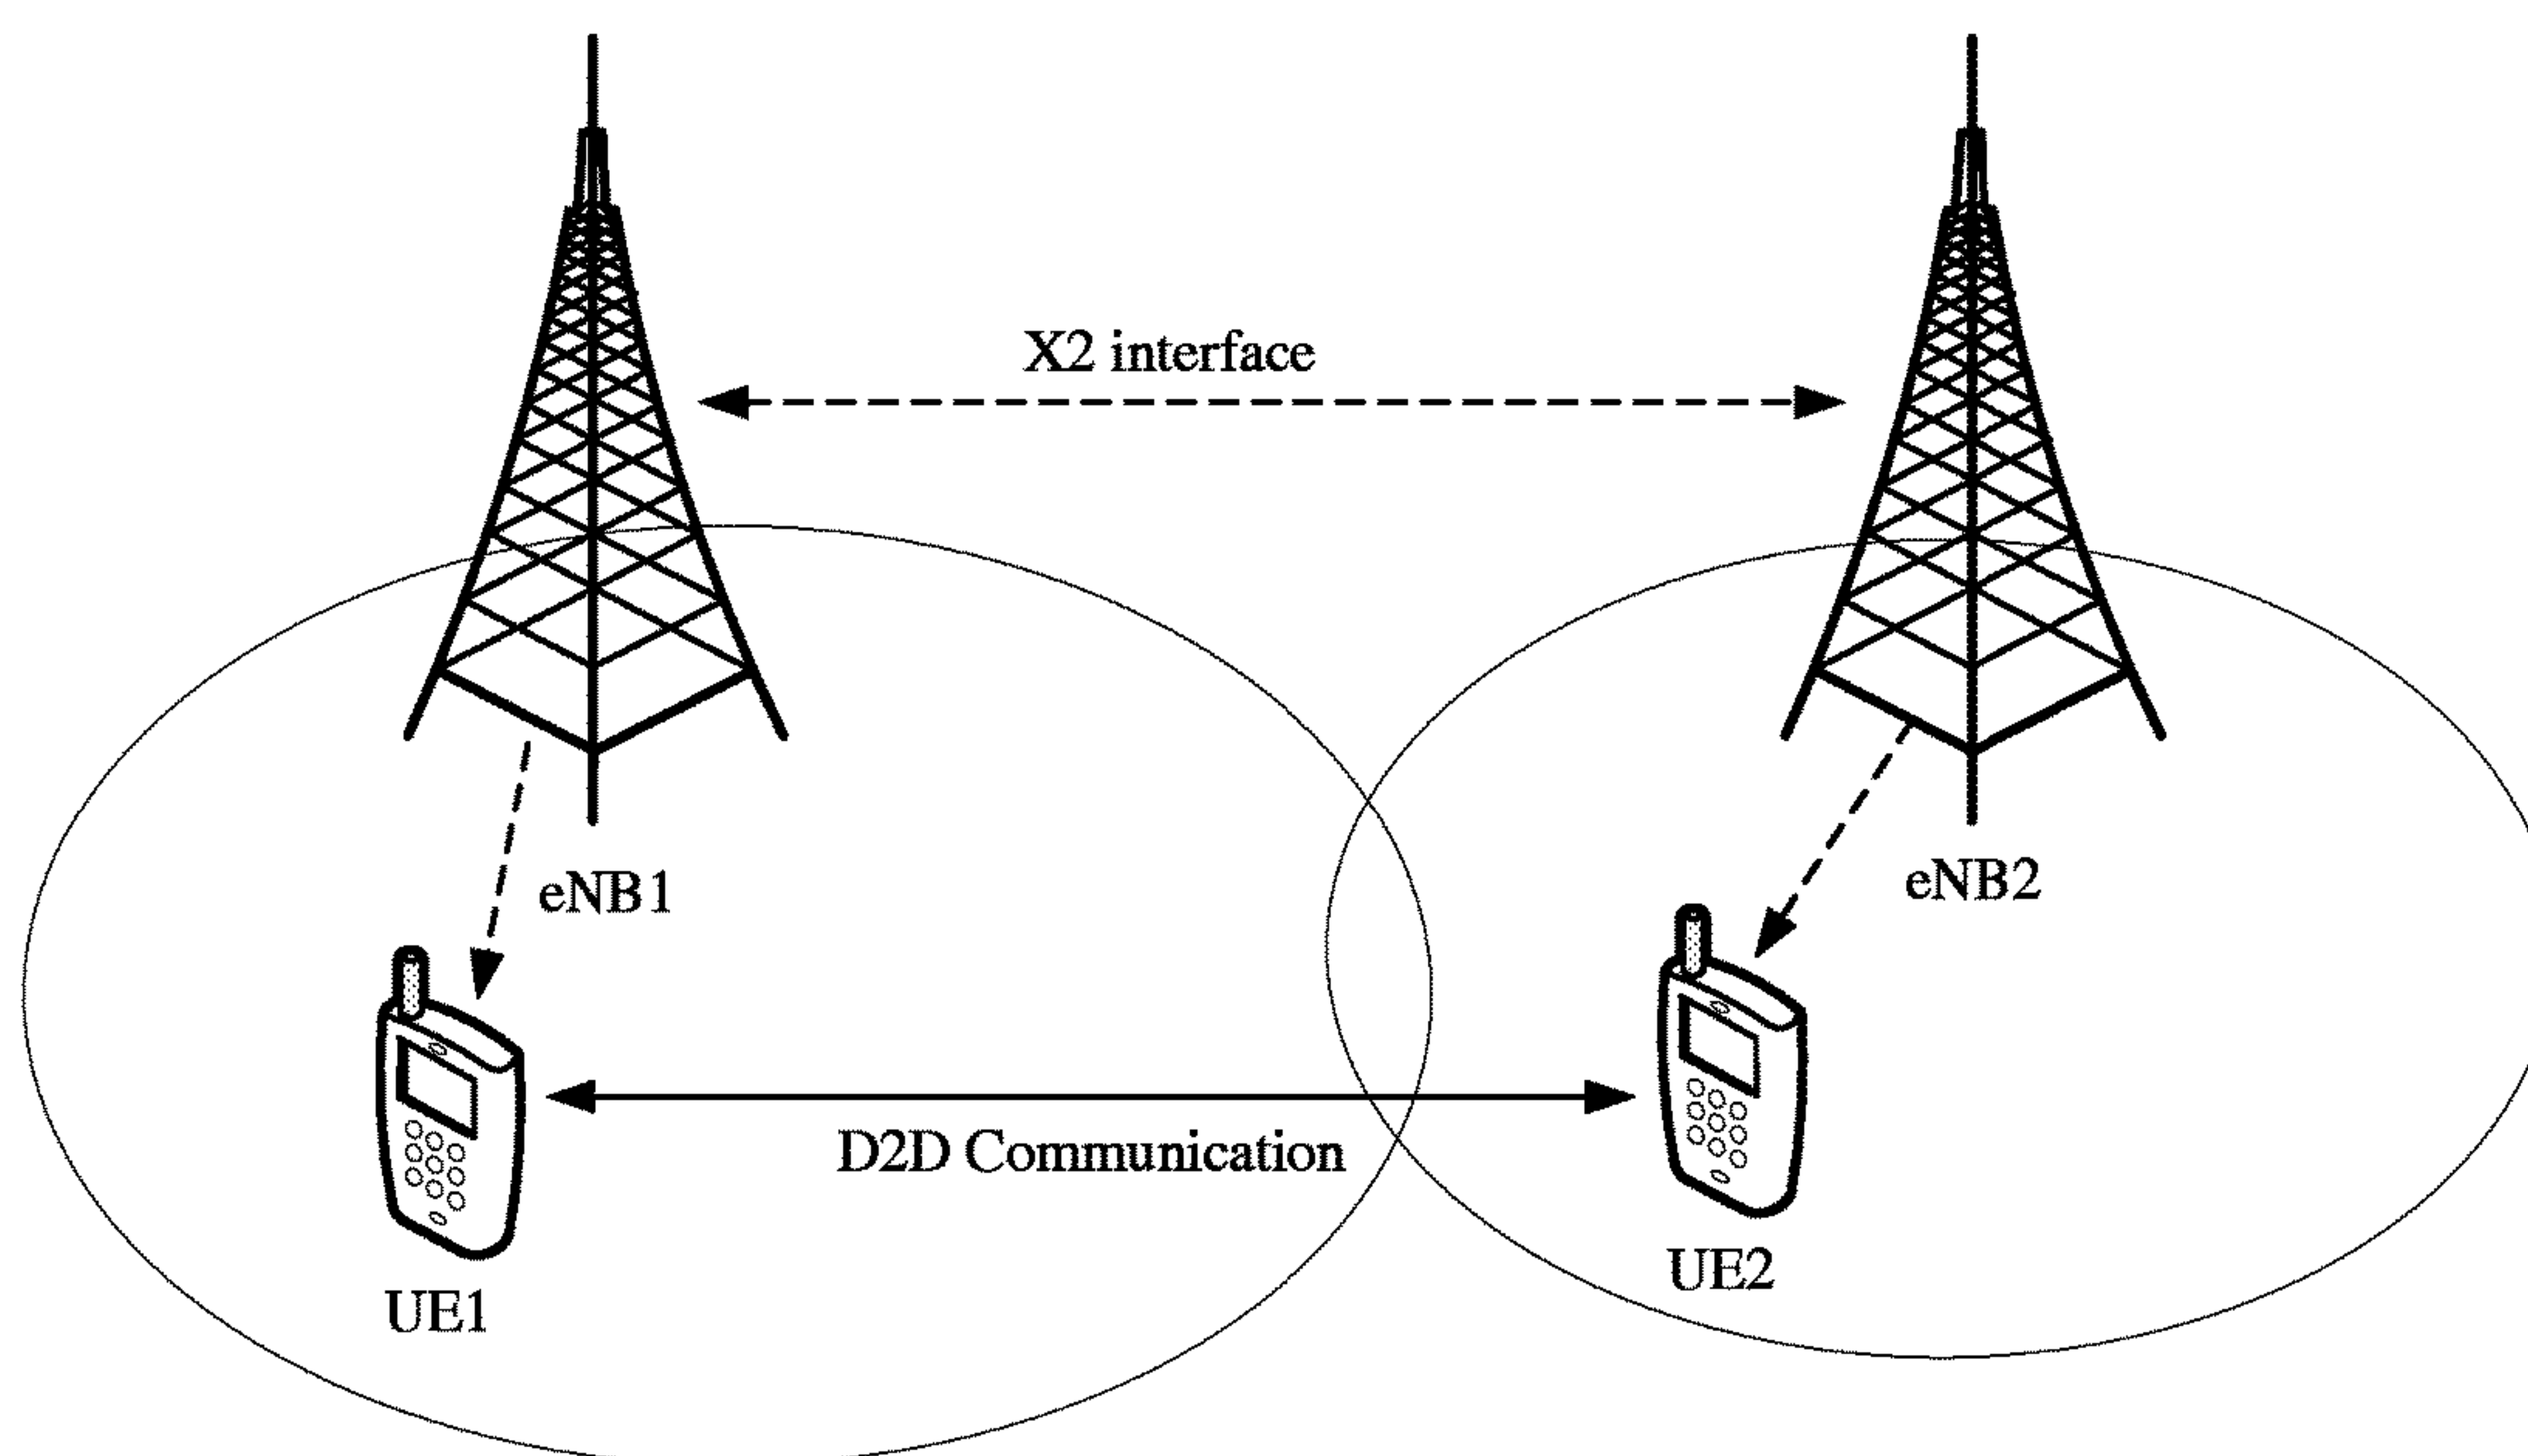 X2 interface
eNB1
eNB2
D2D Communication
UE1
UE2